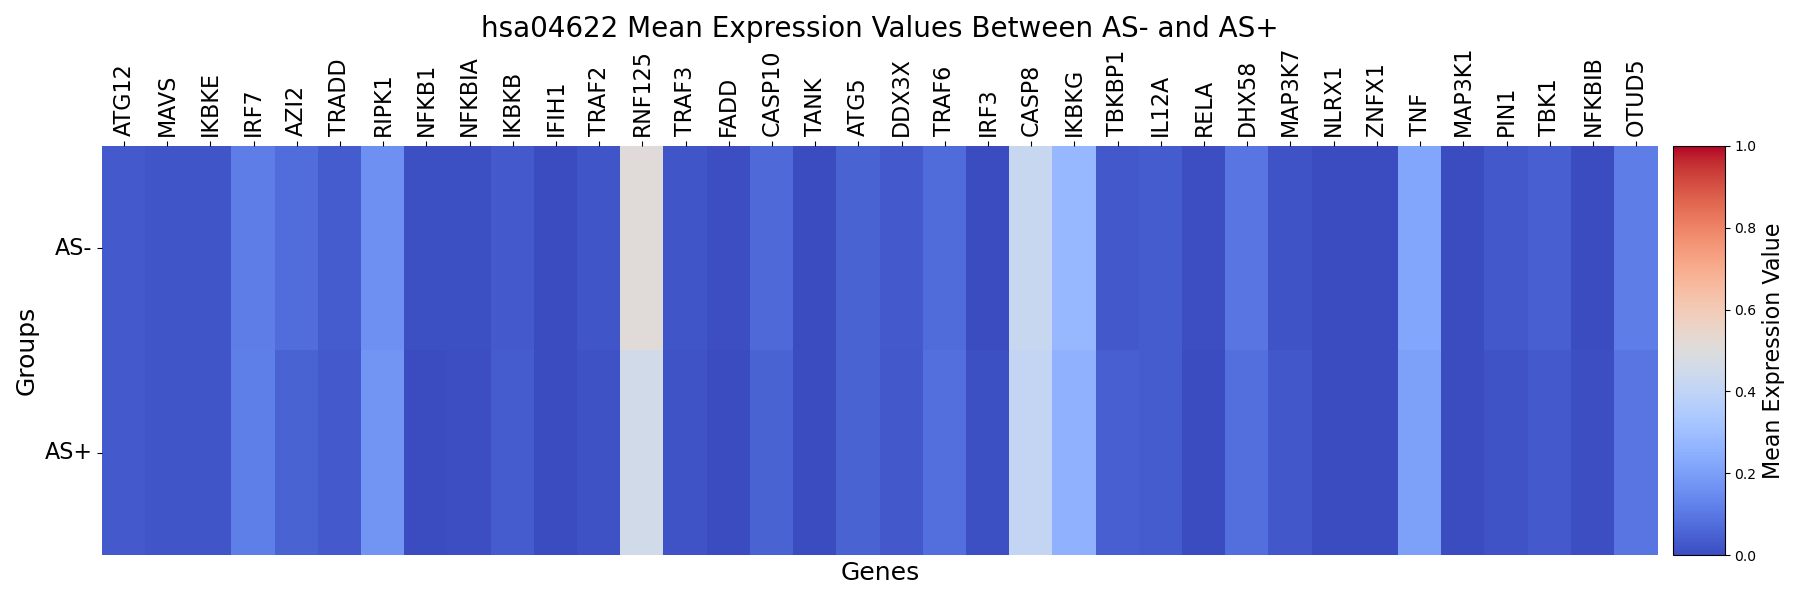 hsa04622 Mean Expression Values Between AS- and AS+
ATG12
MAVS
IKBKE
IRF7
AZI2
TRADD
RIPK1
NFKB1
NFKBIA
IKBKB
IFIH1
TRAF2
RNF125
TRAF3
FADD
CASP10
TANK
ATG5
DDX3X
TRAF6
IRF3
CASP8
IKBKG
TBKBP1
IL12A
RELA
DHX58
MAP3K7
NLRX1
ZNFX1
TNF
MAP3K1
PIN1
TBK1
NFKBIB
OTUD5
Groups
AS-
AS+
Genes
1.0
0.8
0.6
0.4
0.2
0.0
Mean Expression Value